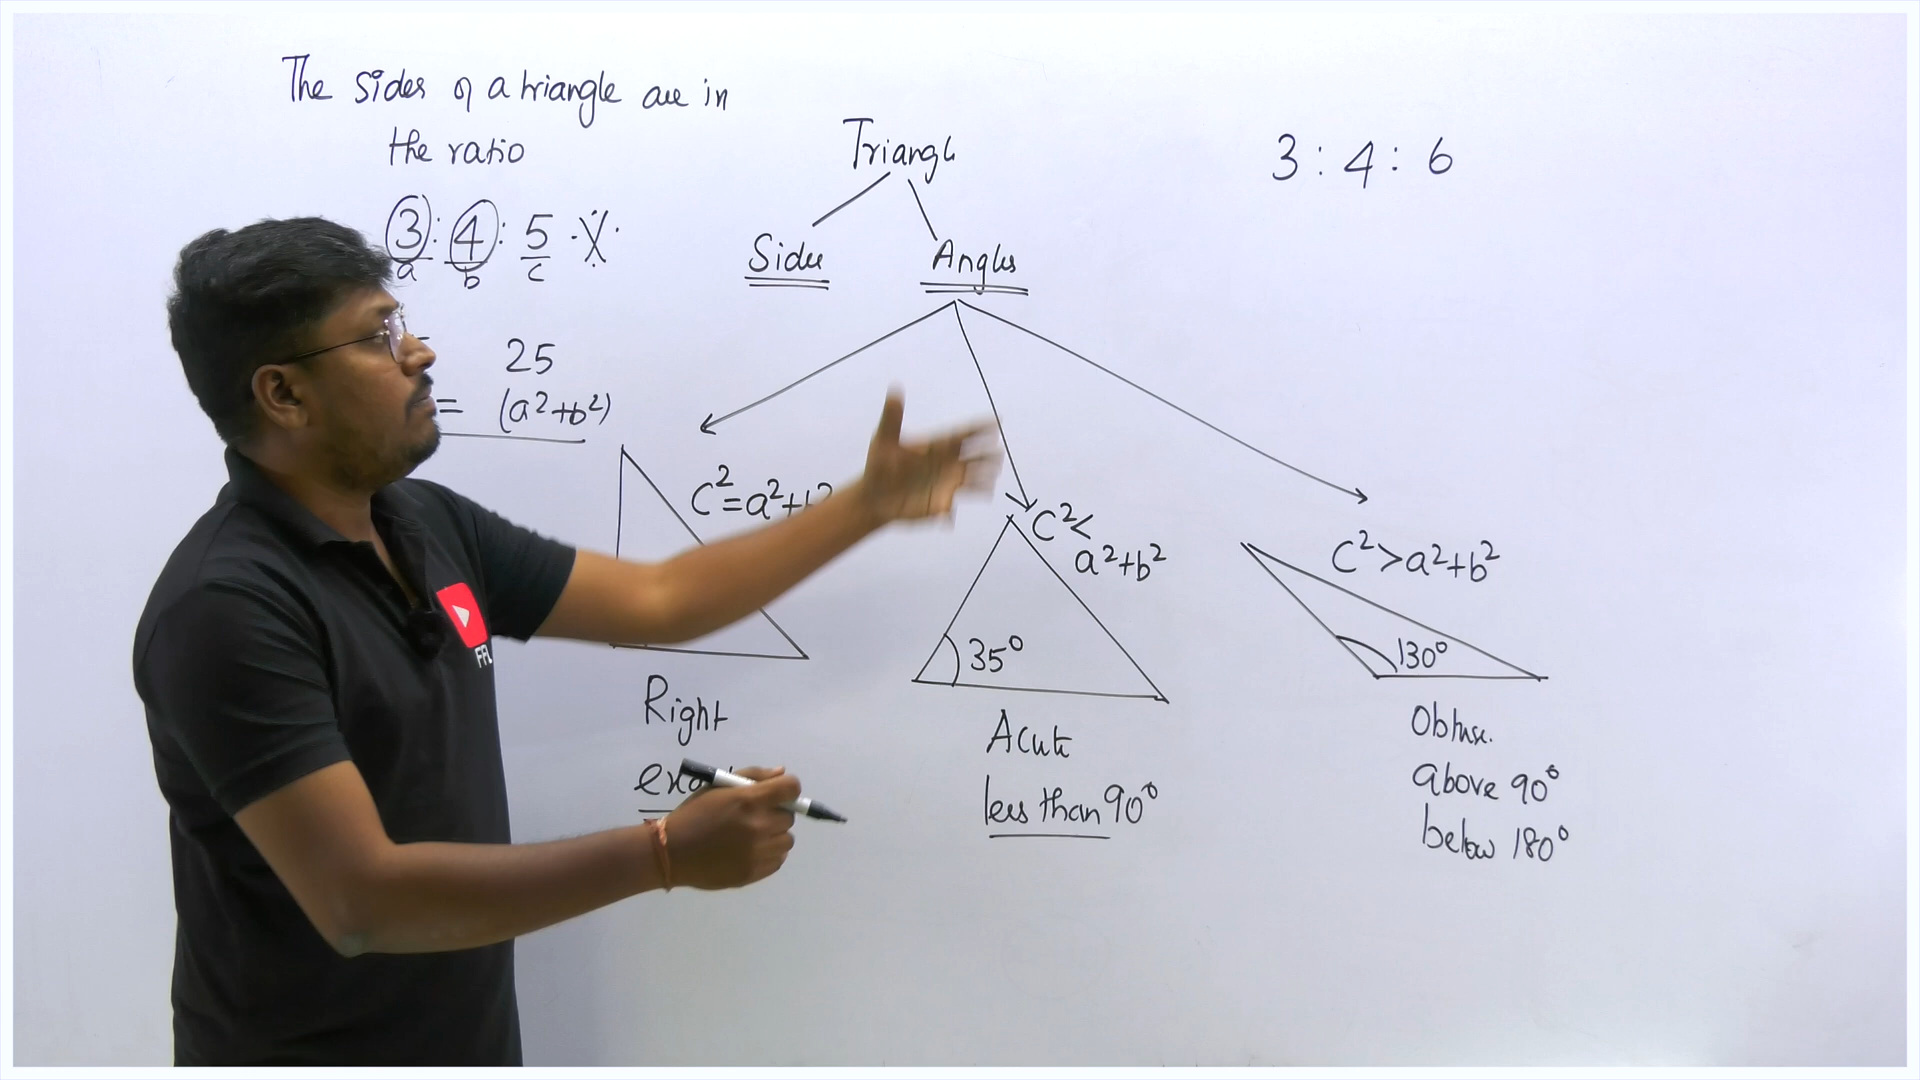 The sides of a triangle are in
the ratio
3 : 4 : 5
a b c
25
= (a²+b²)
Triangle
Sides Angles
3 : 4 : 6
C²=a²+b²
Right
C²<
a²+b²
35°
Acute
less than 90°
C²>a²+b²
130°
Obtuse.
above 90°
below 180°
FFL